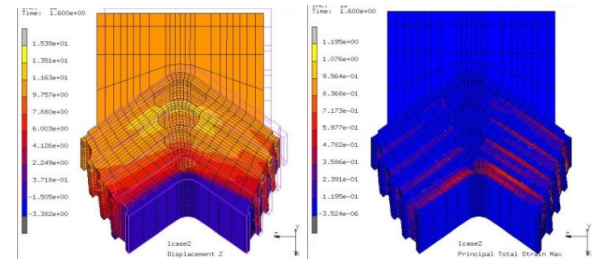 Time: 1.600e+00
1.539e+01
1.351e+01
1.163e+01
9.757e+00
7.880e+00
6.003e+00
4.126e+00
2.249e+00
3.718e-01
-1.505e+00
-3.382e+00
lcase2
Displacement Z
Time: 1.600e+00
1.195e+00
1.076e+00
9.564e-01
8.368e-01
7.173e-01
5.977e-01
4.782e-01
3.586e-01
2.391e-01
1.195e-01
-3.524e-06
lcase2
Principal Total Strain Max